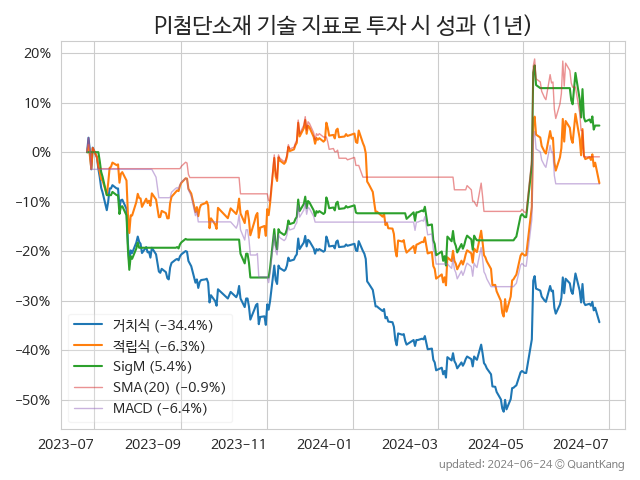 PI첨단소재 기술 지표로 투자 시 성과 (1년)
20%
10%
0%
−10%
−20%
−30%
−40%
−50%
거치식 (−34.4%)
적립식 (−6.3%)
SigM (5.4%)
SMA(20) (−0.9%)
MACD (−6.4%)
2023-07 2023-09 2023-11 2024-01 2024-03 2024-05 2024-07
updated: 2024-06-24 © QuantKang